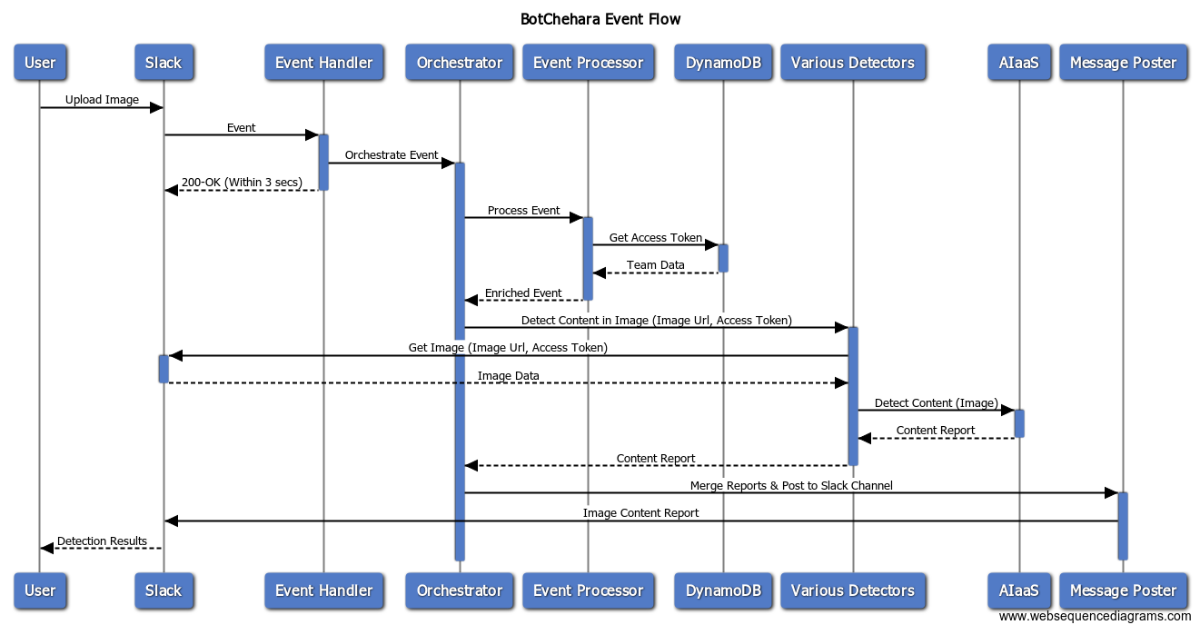 BotChehara Event Flow
User Slack Event Handler Orchestrator Event Processor DynamoDB Various Detectors AIaaS Message Poster
Upload Image
Event
Orchestrate Event
200-OK (Within 3 secs)
Process Event
Get Access Token
Team Data
Enriched Event
Detect Content in Image (Image Url, Access Token)
Get Image (Image Url, Access Token)
Image Data
Detect Content (Image)
Content Report
Content Report
Merge Reports & Post to Slack Channel
Image Content Report
Detection Results
User Slack Event Handler Orchestrator Event Processor DynamoDB Various Detectors AIaaS Message Poster
www.websequencediagrams.com